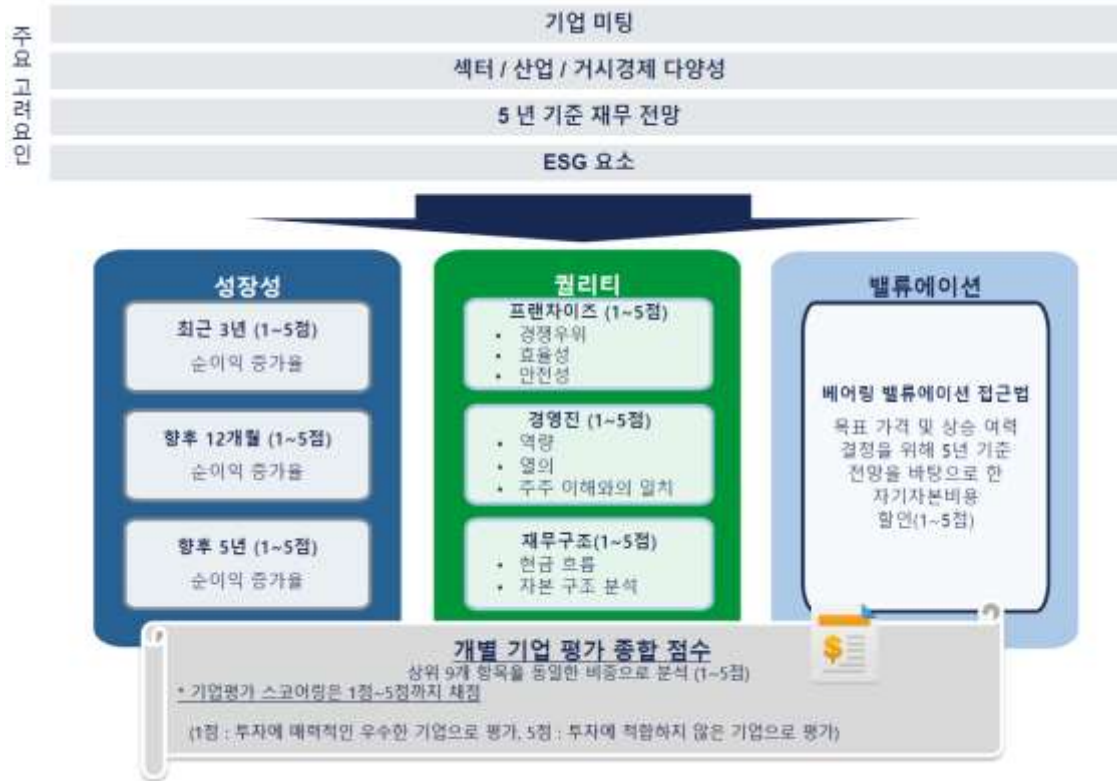 주요 고려요인
기업 미팅
섹터 / 산업 / 거시경제 다양성
5 년 기준 재무 전망
ESG 요소
성장성
최근 3년 (1~5점)
순이익 증가율
향후 12개월 (1~5점)
순이익 증가율
향후 5년 (1~5점)
순이익 증가율
퀄리티
프랜차이즈 (1~5점)
• 경쟁우위
• 효율성
• 안전성
경영진 (1~5점)
• 역량
• 열의
• 주주 이해와의 일치
재무구조(1~5점)
• 현금 흐름
• 자본 구조 분석
밸류에이션
베어링 밸류에이션 접근법
목표 가격 및 상승 여력
결정을 위해 5년 기준
전망을 바탕으로 한
자기자본비용
할인(1~5점)
$
개별 기업 평가 종합 점수
상위 9개 항목을 동일한 비중으로 분석 (1~5점)
* 기업평가 스코어링은 1점~5점까지 채점
(1점 : 투자에 매력적인 우수한 기업으로 평가, 5점 : 투자에 적합하지 않은 기업으로 평가)